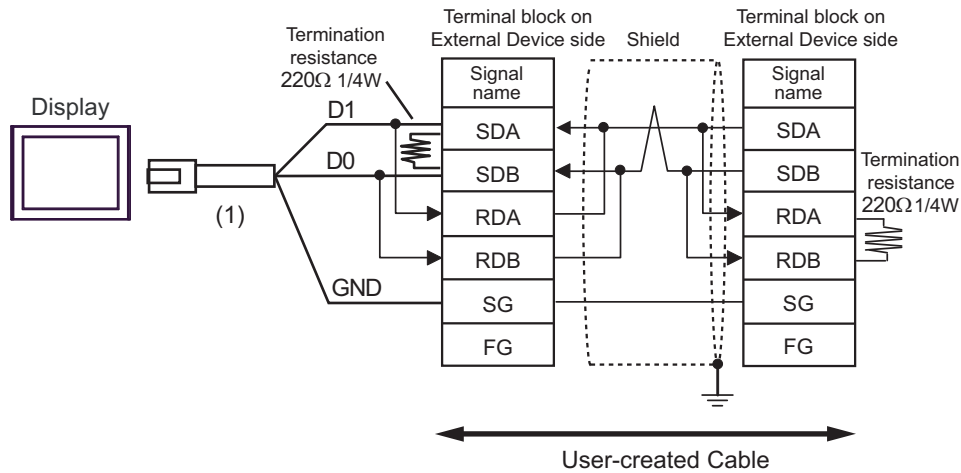 Terminal block on
External Device side
Terminal block on
External Device side
Termination
resistance
220Ω 1/4W
Shield
Display
D1
D0
GND
(1)
Signal
name
SDA
SDB
RDA
RDB
SG
FG
Signal
name
SDA
SDB
RDA
RDB
SG
FG
Termination
resistance
220Ω 1/4W
User-created Cable